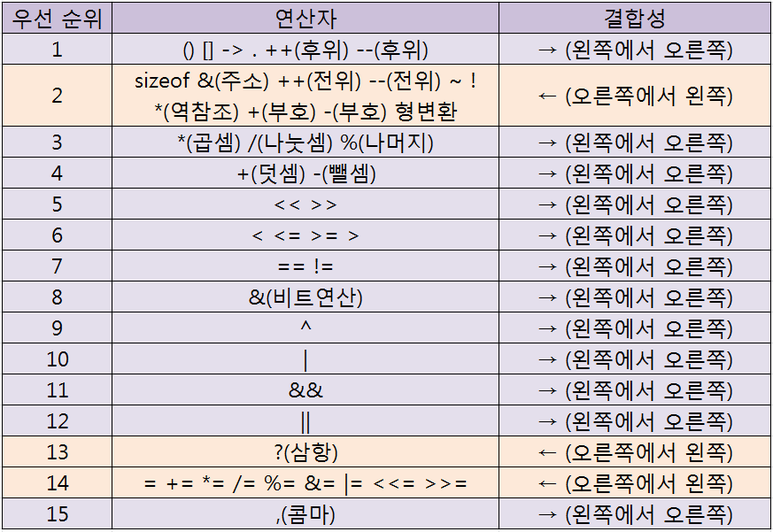 우선 순위 연산자 결합성
1 () [] -> . ++(후위) --(후위) → (왼쪽에서 오른쪽)
2 sizeof &(주소) ++(전위) --(전위) ~ ! ← (오른쪽에서 왼쪽)
*(역참조) +(부호) -(부호) 형변환
3 *(곱셈) /(나눗셈) %(나머지) → (왼쪽에서 오른쪽)
4 +(덧셈) -(뺄셈) → (왼쪽에서 오른쪽)
5 << >> → (왼쪽에서 오른쪽)
6 < <= >= > → (왼쪽에서 오른쪽)
7 == != → (왼쪽에서 오른쪽)
8 &(비트연산) → (왼쪽에서 오른쪽)
9 ^ → (왼쪽에서 오른쪽)
10 | → (왼쪽에서 오른쪽)
11 && → (왼쪽에서 오른쪽)
12 || → (왼쪽에서 오른쪽)
13 ?(삼항) ← (오른쪽에서 왼쪽)
14 = += *= /= %= &= |= <<= >>= ← (오른쪽에서 왼쪽)
15 ,(콤마) → (왼쪽에서 오른쪽)